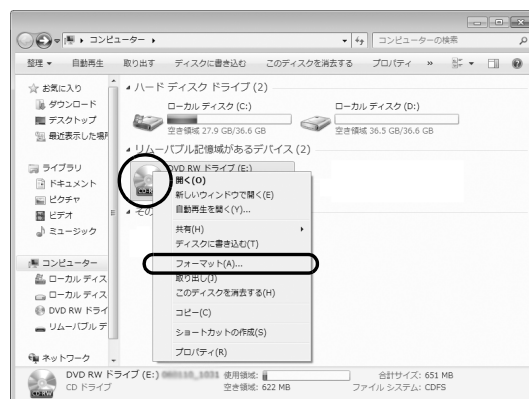 コンピューター
コンピューターの検索
整理
自動再生
取り出す
ディスクに書き込む
このディスクを消去する
プロパティ
»
お気に入り
ダウンロード
デスクトップ
最近表示した場所
ライブラリ
ドキュメント
ピクチャ
ビデオ
ミュージック
コンピューター
ローカル ディス
ローカル ディス
DVD RW ドライ
リムーバブル デ
ネットワーク
ハード ディスク ドライブ (2)
ローカル ディスク (C:)
空き領域 27.9 GB/36.6 GB
ローカル ディスク (D:)
空き領域 36.5 GB/36.6 GB
リムーバブル記憶域があるデバイス (2)
DVD RW ドライブ (E:)
その
開く(O)
新しいウィンドウで開く(E)
自動再生を開く(Y)...
共有(H)
ディスクに書き込む(T)
フォーマット(A)...
取り出し(J)
このディスクを消去する(H)
コピー(C)
ショートカットの作成(S)
プロパティ(R)
DVD RW ドライブ (E:)
使用領域:
合計サイズ: 651 MB
CD ドライブ
空き領域: 622 MB
ファイル システム: CDFS